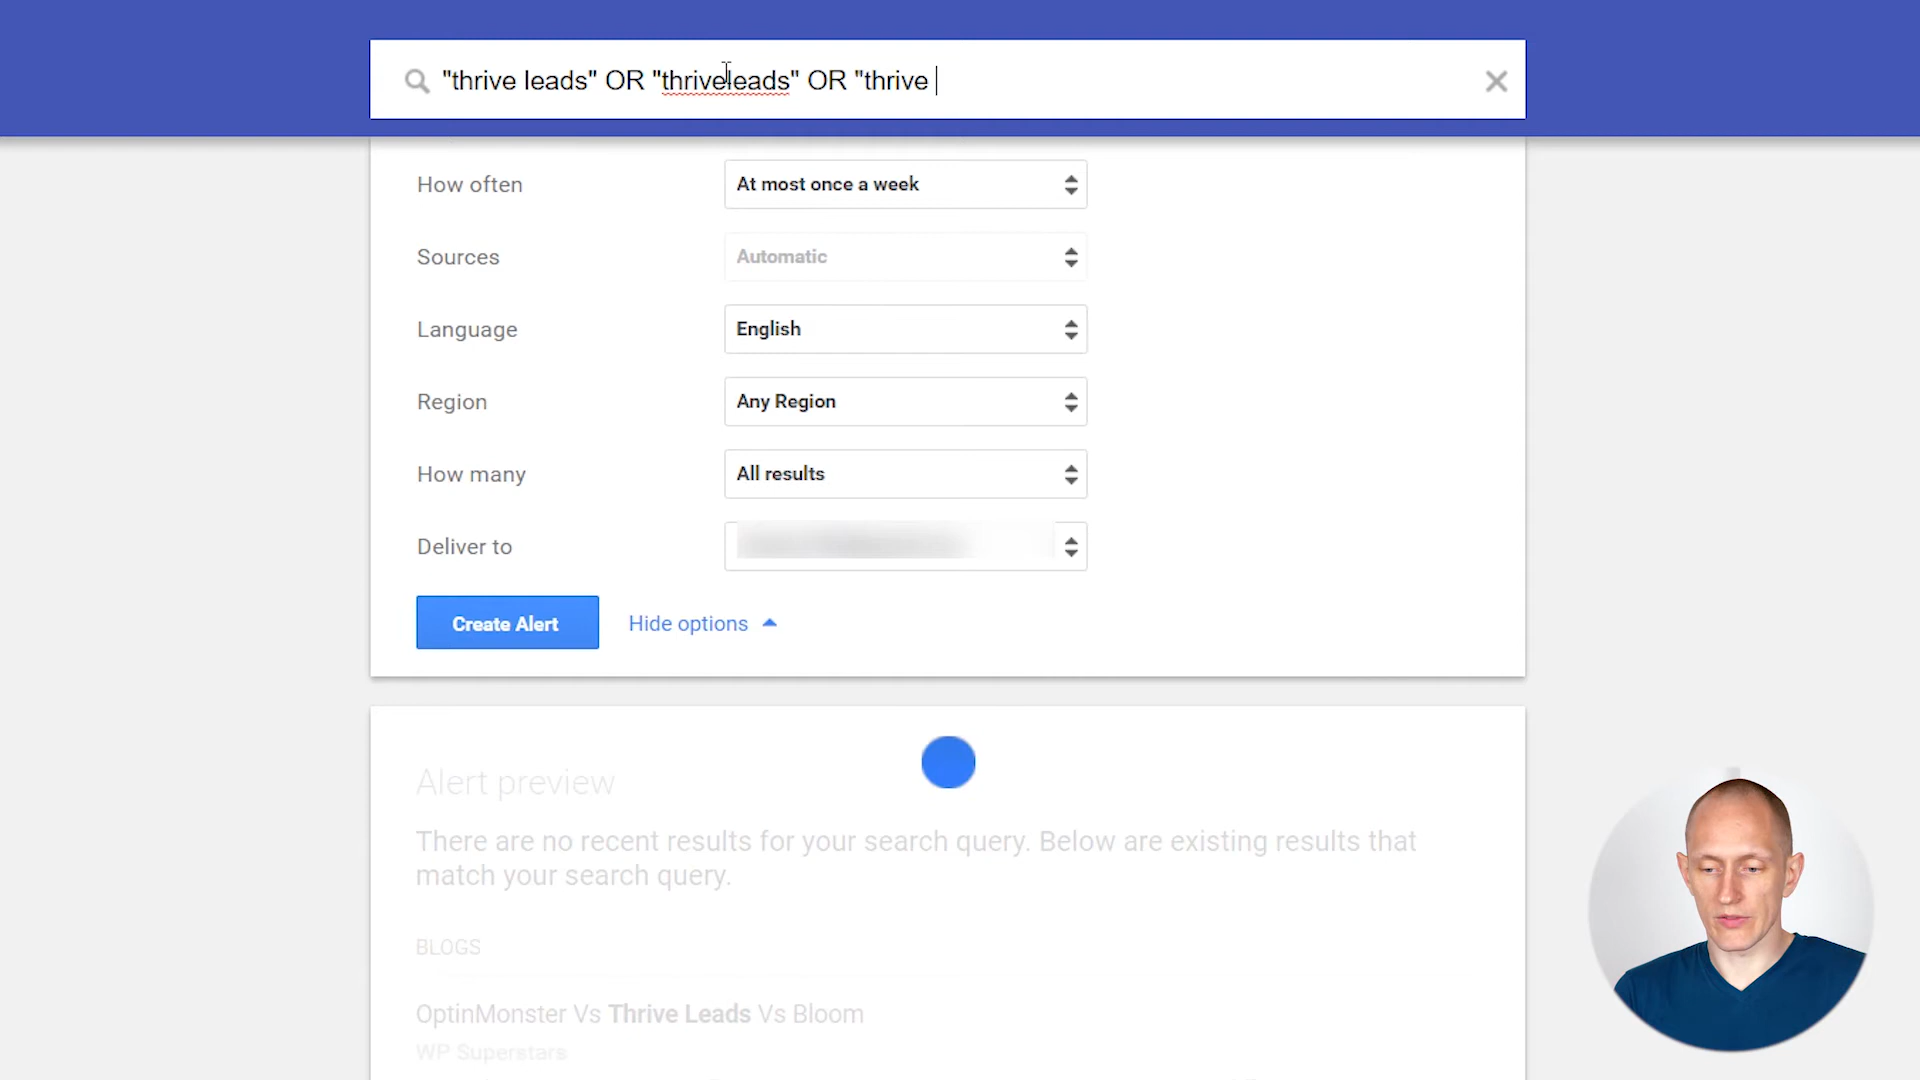 "thrive leads" OR "thriveleads" OR "thrive
How often
At most once a week
Sources
Automatic
Language
English
Region
Any Region
How many
All results
Deliver to
Create Alert
Hide options
Alert preview
There are no recent results for your search query. Below are existing results that
match your search query.
BLOGS
OptinMonster Vs Thrive Leads Vs Bloom
WP Superstars